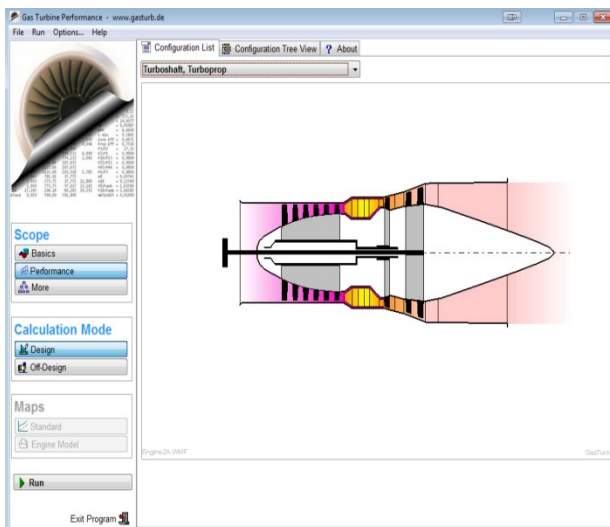 Gas Turbine Performance - www.gasturb.de
File Run Options... Help
Configuration List Configuration Tree View ? About
Turboshaft, Turboprop
Scope
Basics
Performance
More
Calculation Mode
Design
Off-Design
Maps
Standard
Engine Model
Run
Exit Program
Engine2A.WMF
GasTurb